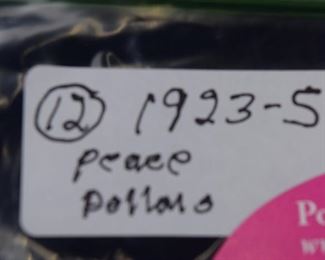 (12) 1923-S
Peace
Dollars